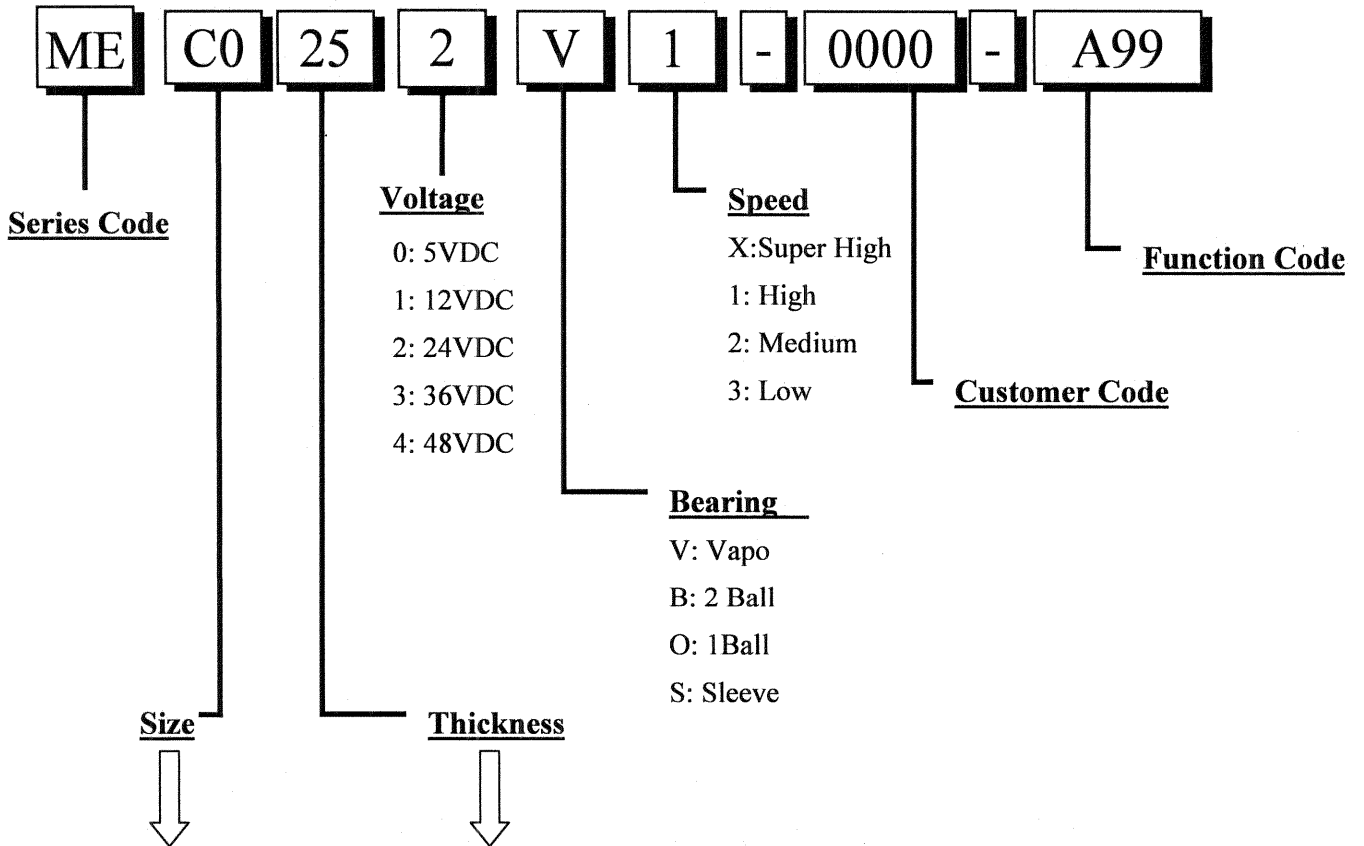 ME C0 25 2 V 1 - 0000 - A99
Series Code
Voltage
0: 5VDC
1: 12VDC
2: 24VDC
3: 36VDC
4: 48VDC
Speed
X:Super High
1: High
2: Medium
3: Low
Function Code
Customer Code
Bearing
V: Vapo
B: 2 Ball
O: 1Ball
S: Sleeve
Size
Thickness